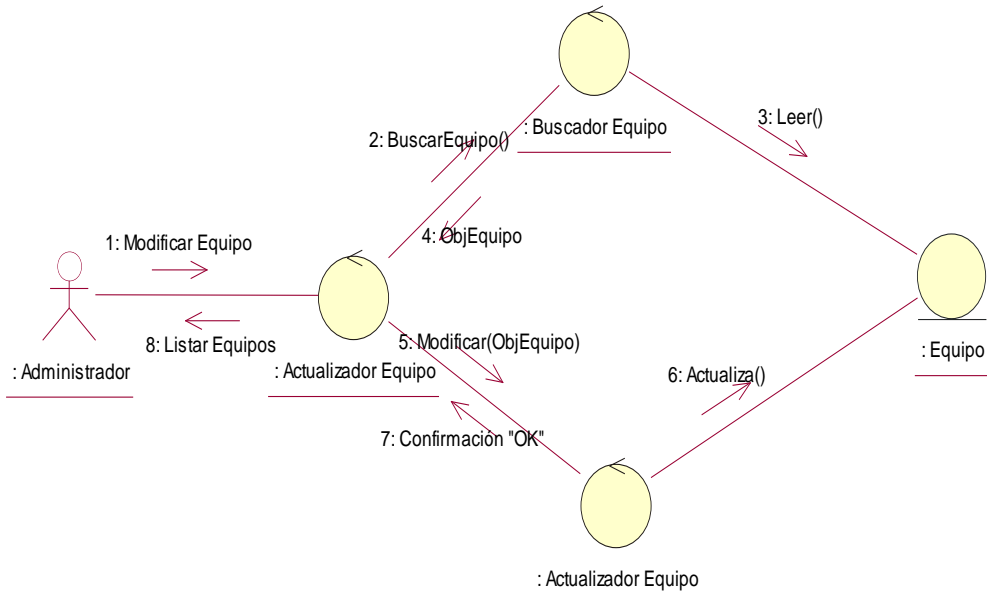 : Buscador Equipo
3: Leer()
2: BuscarEquipo()
4: ObjEquipo
1: Modificar Equipo
8: Listar Equipos
: Administrador
: Actualizador Equipo
5: Modificar(ObjEquipo)
: Equipo
6: Actualiza()
7: Confirmación "OK"
: Actualizador Equipo